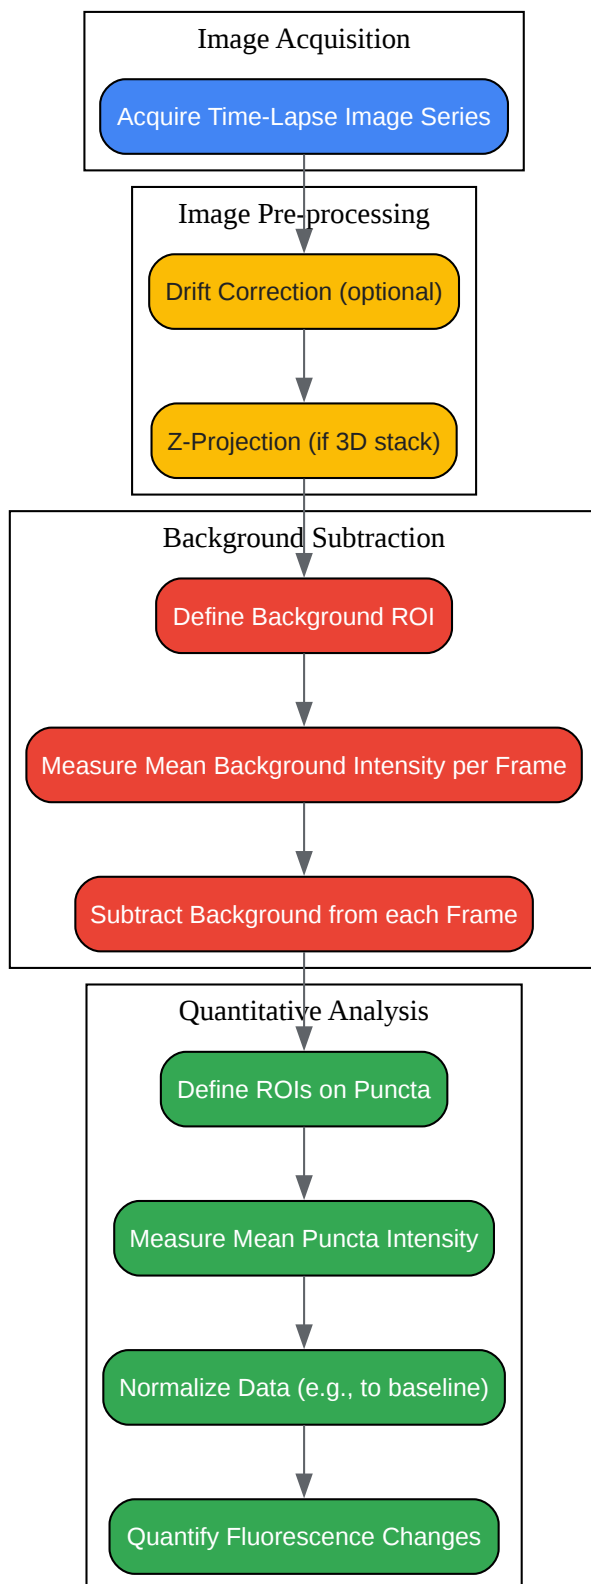 Image Acquisition
Acquire Time-Lapse Image Series
Image Pre-processing
Drift Correction (optional)
Z-Projection (if 3D stack)
Background Subtraction
Define Background ROI
Measure Mean Background Intensity per Frame
Subtract Background from each Frame
Quantitative Analysis
Define ROIs on Puncta
Measure Mean Puncta Intensity
Normalize Data (e.g., to baseline)
Quantify Fluorescence Changes